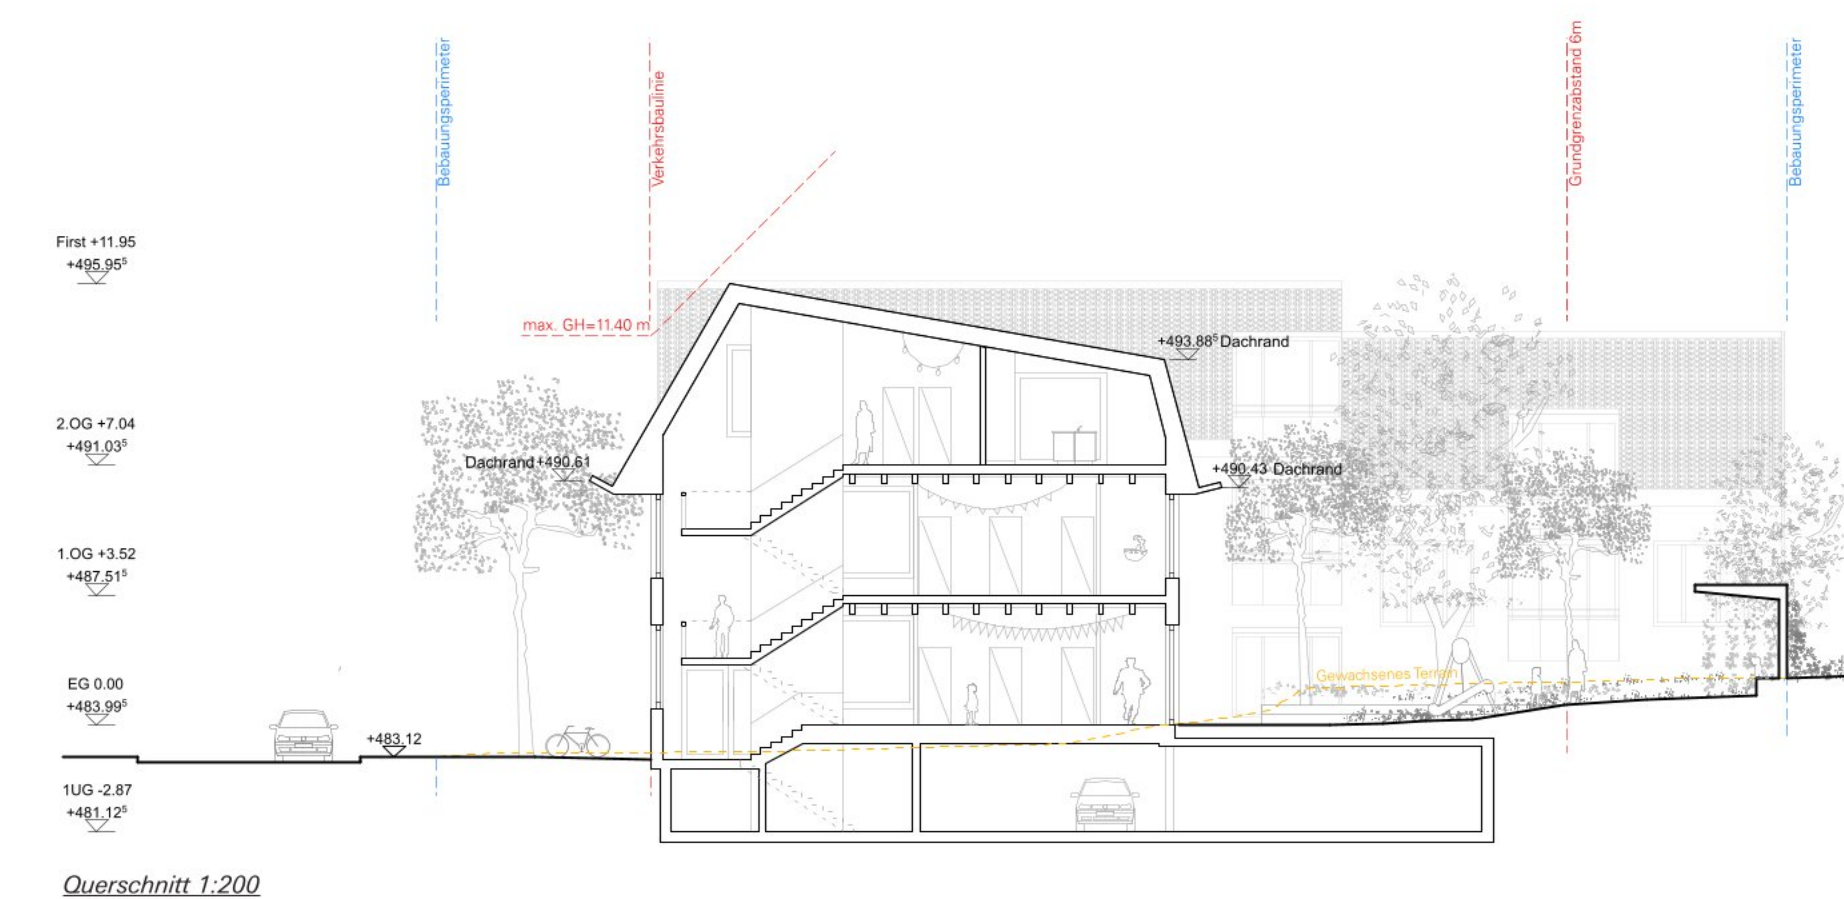 Bebauungsperimeter
Verkehrsbaulinie
Grundgrenzabstand 6m
Bebauungsperimeter
First +11.95
+495.95⁵
max. GH=11.40 m
+493.88⁵ Dachrand
2.OG +7.04
+491.03⁵
Dachrand +490.61
+490.43 Dachrand
1.OG +3.52
+487.51⁵
Gewachsenes Terrain
EG 0.00
+483.99⁵
+483.12
1UG -2.87
+481.12⁵
Querschnitt 1:200